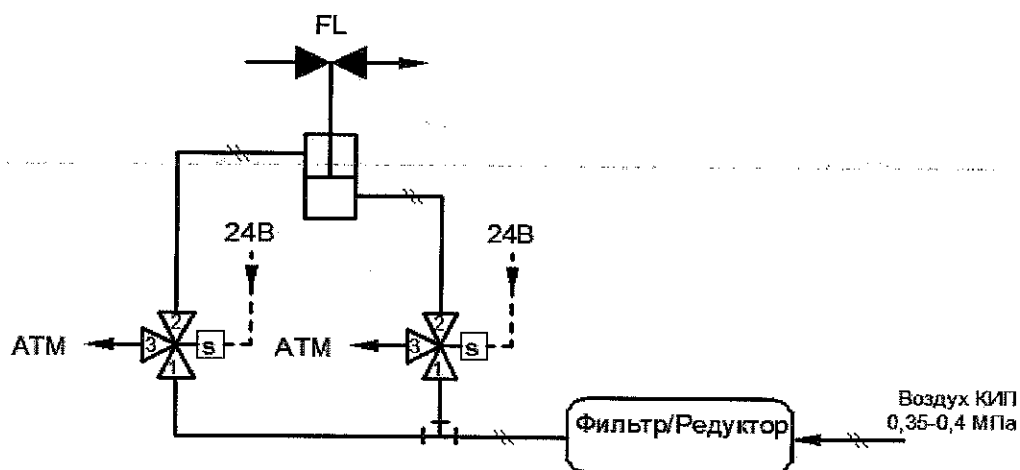 FL
24В
24В
2
3
s
1
АТМ
2
3
s
1
АТМ
Фильтр/Редуктор
Воздух КИП
0,35-0,4 МПа